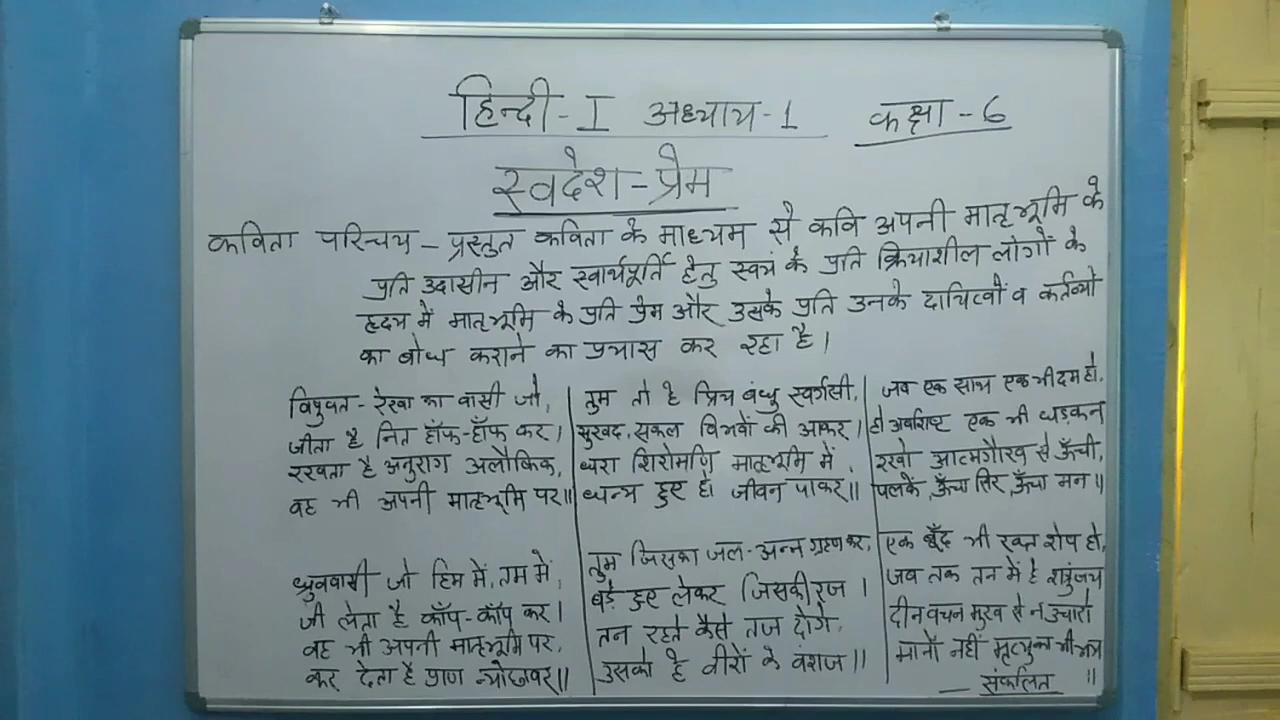 हिन्दी - I अध्याय - 1 कक्षा - 6
स्वदेश - प्रेम
कविता परिचय – प्रस्तुत कविता के माध्यम से कवि अपनी मातृभूमि के
प्रति उदासीन और स्वार्थपूर्ति हेतु स्वयं के प्रति क्रियाशील लोगों के
हृदय में मातृभूमि के प्रति प्रेम और उसके प्रति उनके दायित्वों व कर्तव्यो
का बोध कराने का प्रयास कर रहा है।
विषुवत - रेखा का वासी जो,
जीता है नित हाँफ-हाँफ कर।
रखता है अनुराग अलौकिक,
वह भी अपनी मातृभूमि पर॥
ध्रुववासी जो हिम में, तम में,
जी लेता है काँप-काँप कर।
वह भी अपनी मातृभूमि पर,
कर देता है प्राण न्योछावर॥
तुम तो हे प्रिय बंधु स्वर्गसी,
सुखद, सकल विभवों की आकर।
धरा शिरोमणि मातृभूमि में,
धन्य हुए हो जीवन पाकर॥
तुम जिसका जल-अन्न ग्रहण कर,
बड़े हुए लेकर जिसकी रज।
तन रहते कैसे तज दोगे,
उसको हे वीरों के वंशज॥
जब एक साथ एक भी दम हो,
हो अवशिष्ट एक भी धड़कन
रखो आत्मगौरव से ऊँची,
पलकें, ऊँचा सिर, ऊँचा मन॥
एक बूँद भी रक्त शेष हो,
जब तक तन में हे शत्रुंजय
दीन वचन मुख से न उचारो
मानो नहीं मृत्यु का भी भय॥
— संकलित